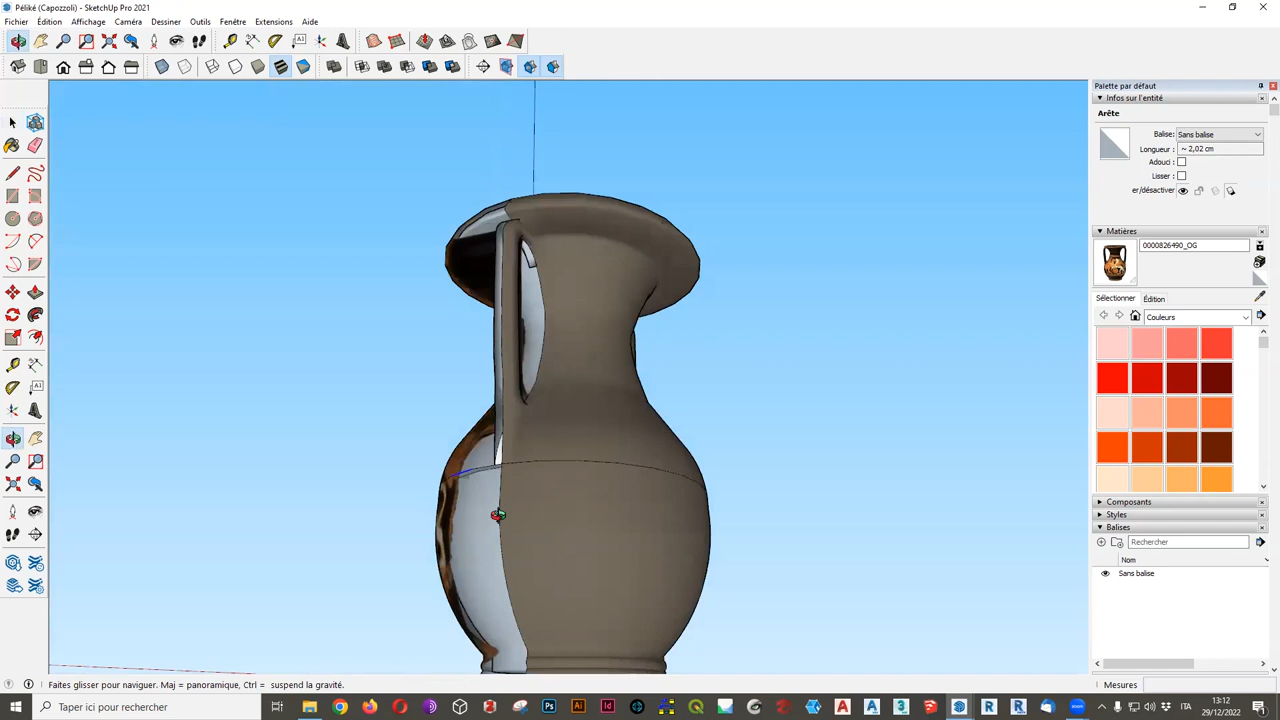 Péliké (Capozzoli) - SketchUp Pro 2021
Fichier Édition Affichage Caméra Dessiner Outils Fenêtre Extensions Aide
Palette par défaut
Infos sur l'entité
Arête
Balise: Sans balise
Longueur: ~ 2,02 cm
Adouci:
Lisser:
er/désactiver
Matières
0000826490_OG
Sélectionner Édition
Couleurs
Composants
Styles
Balises
Rechercher
Nom
Sans balise
Faites glisser pour naviguer. Maj = panoramique, Ctrl = suspend la gravité.
Mesures
Taper ici pour rechercher
ITA
13:12
29/12/2022